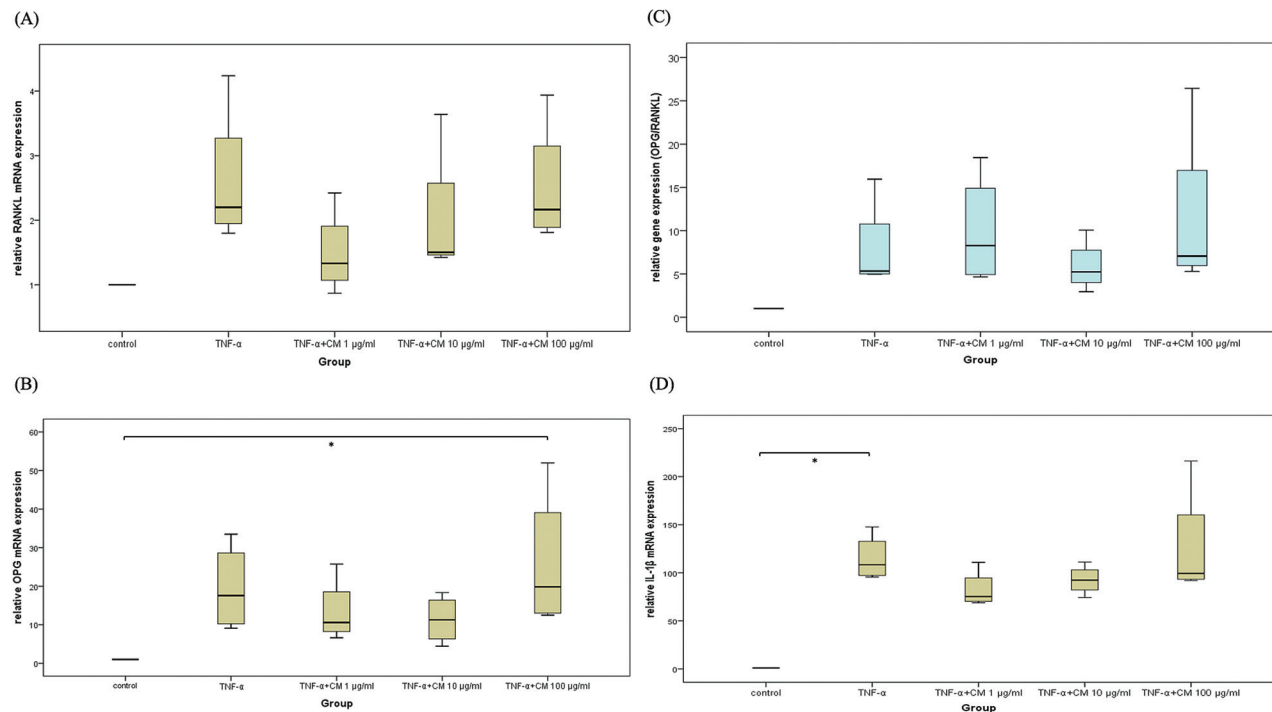 (A)
relative RANKL mRNA expression
4
3
2
1
control
TNF-α
TNF-α+CM 1 µg/ml
TNF-α+CM 10 µg/ml
TNF-α+CM 100 µg/ml
Group
(B)
relative OPG mRNA expression
60
50
40
30
20
10
0
*
control
TNF-α
TNF-α+CM 1 µg/ml
TNF-α+CM 10 µg/ml
TNF-α+CM 100 µg/ml
Group
(C)
relative gene expression (OPG/RANKL)
30
25
20
15
10
5
0
control
TNF-α
TNF-α+CM 1 µg/ml
TNF-α+CM 10 µg/ml
TNF-α+CM 100 µg/ml
Group
(D)
relative IL-1β mRNA expression
250
200
150
100
50
0
*
control
TNF-α
TNF-α+CM 1 µg/ml
TNF-α+CM 10 µg/ml
TNF-α+CM 100 µg/ml
Group